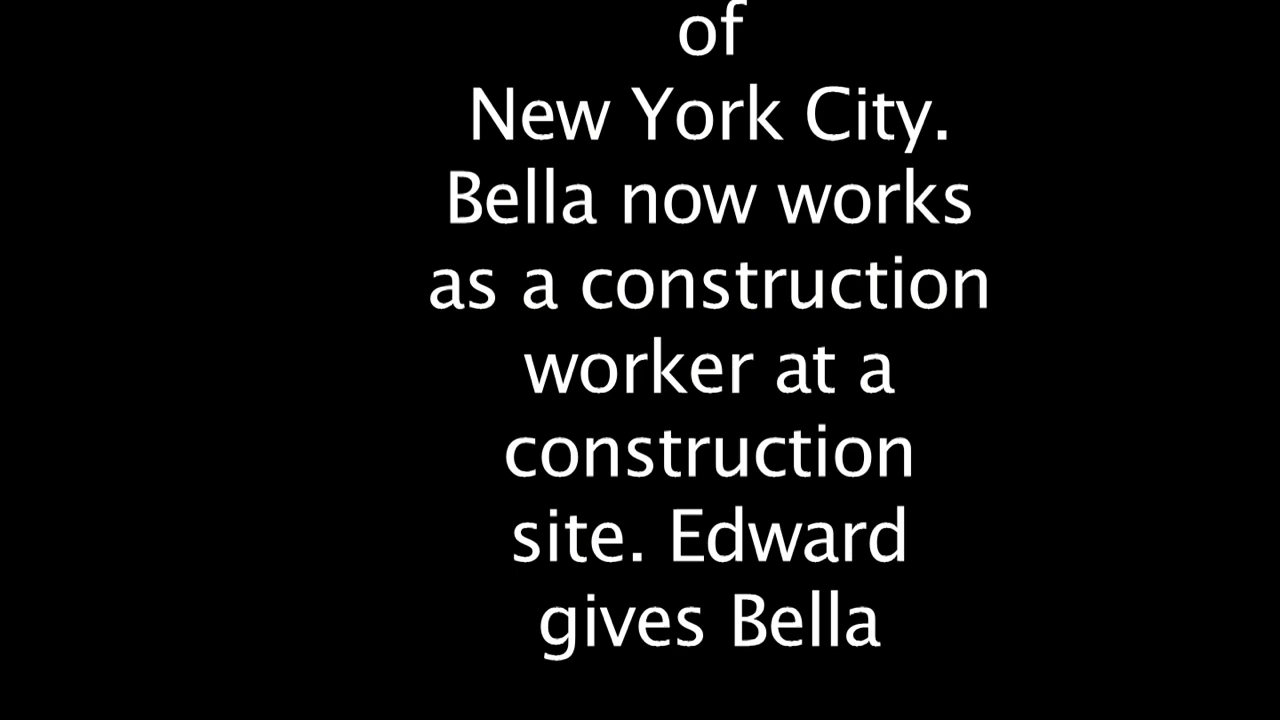 of
New York City.
Bella now works
as a construction
worker at a
construction
site. Edward
gives Bella